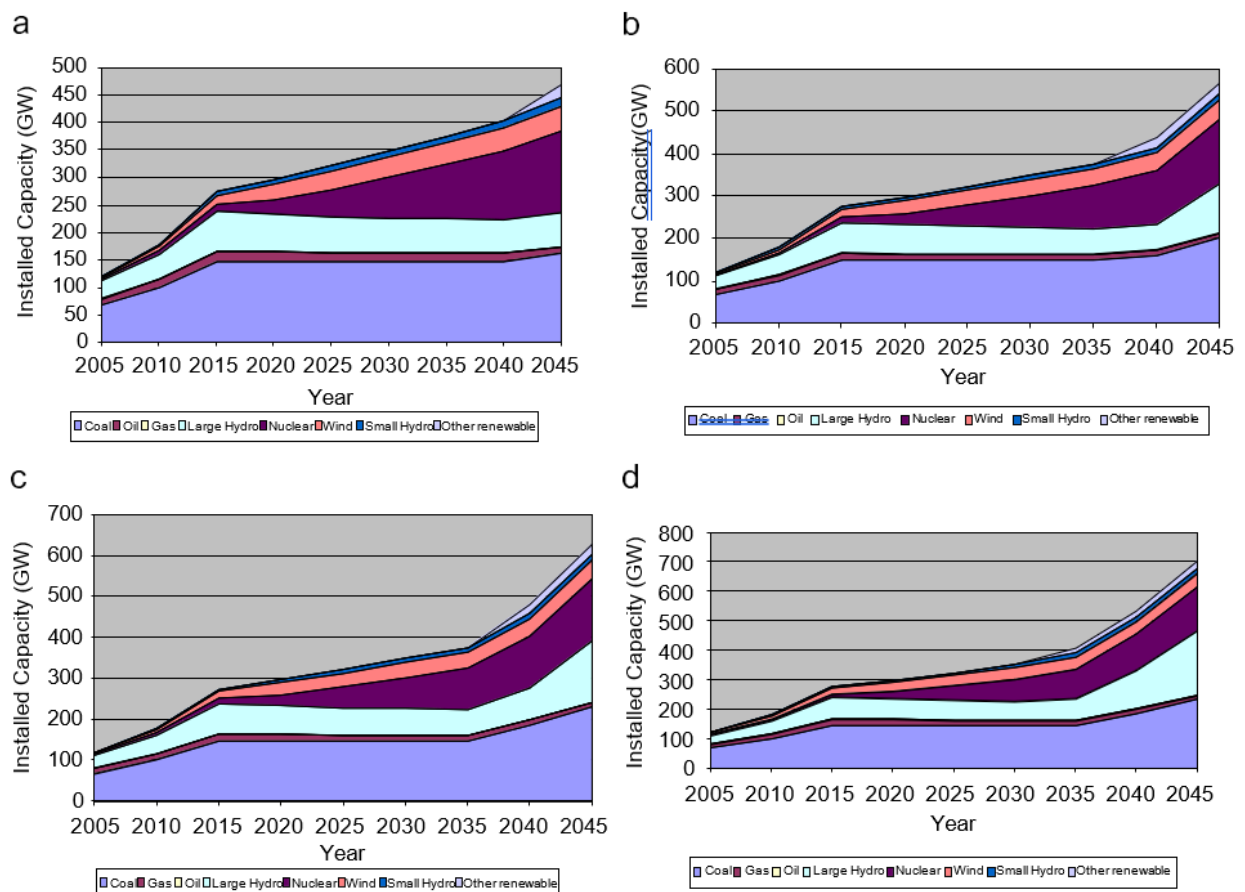 a
Installed Capacity (GW)
500
450
400
350
300
250
200
150
100
50
0
2005 2010 2015 2020 2025 2030 2035 2040 2045
Year
Coal Oil Gas Large Hydro Nuclear Wind Small Hydro Other renewable
b
Installed Capacity(GW)
600
500
400
300
200
100
0
2005 2010 2015 2020 2025 2030 2035 2040 2045
Year
Coal Gas Oil Large Hydro Nuclear Wind Small Hydro Other renewable
c
Installed Capacity (GW)
700
600
500
400
300
200
100
0
2005 2010 2015 2020 2025 2030 2035 2040 2045
Year
Coal Gas Oil Large Hydro Nuclear Wind Small Hydro Other renewable
d
Installed Capacity (GW)
800
700
600
500
400
300
200
100
0
2005 2010 2015 2020 2025 2030 2035 2040 2045
Year
Coal Gas Oil Large Hydro Nuclear Wind Small Hydro Other renewable